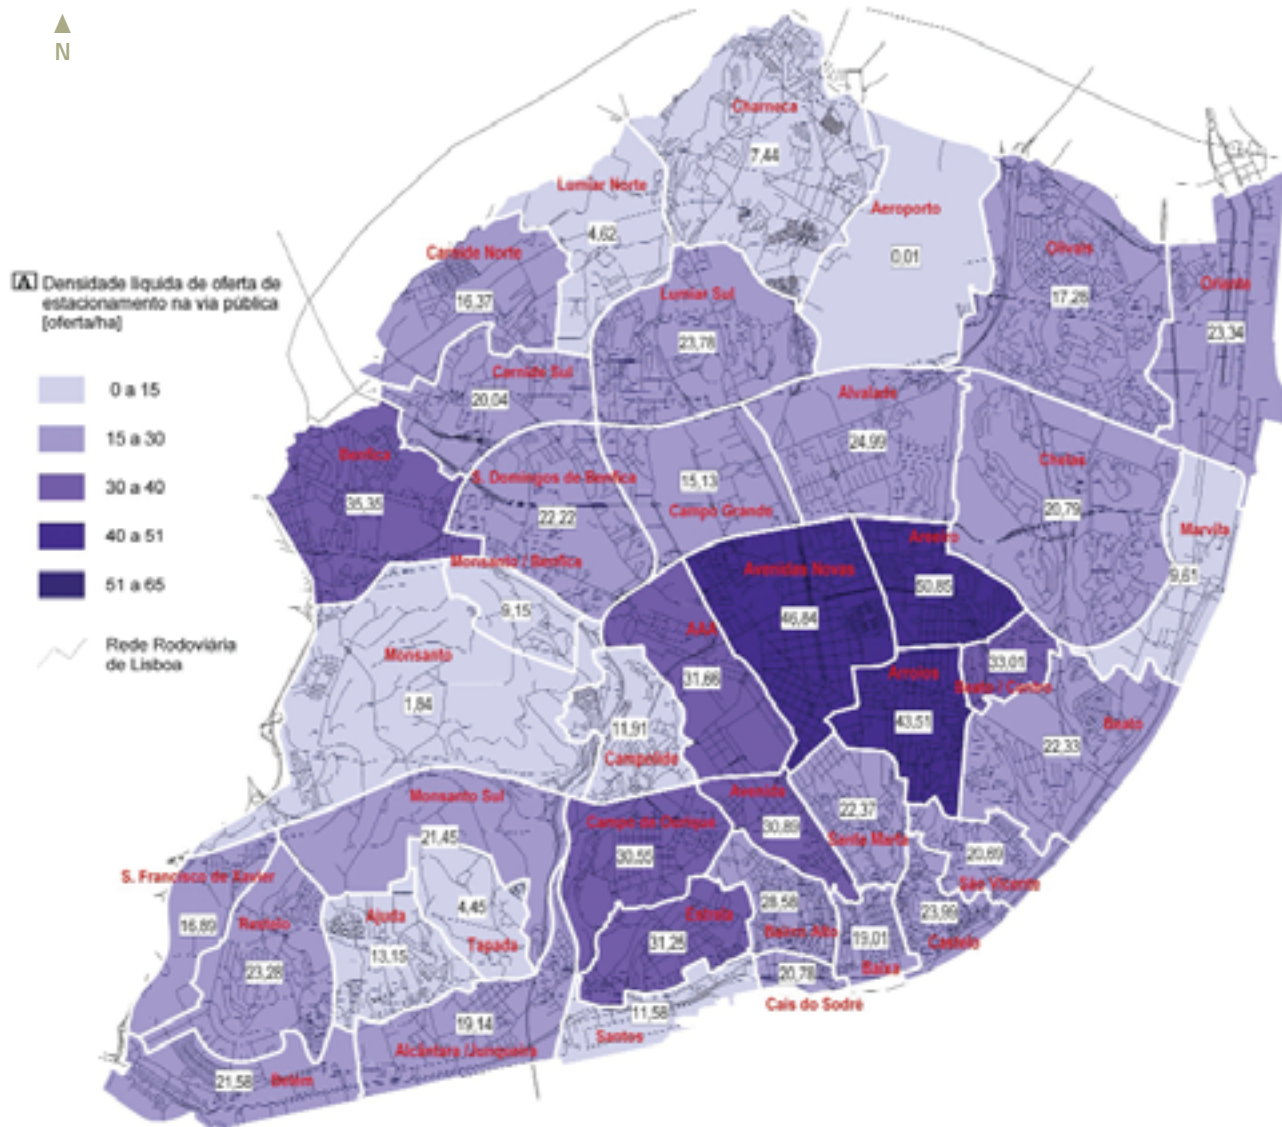 N
Charneca
7,44
Lumiar Norte
4,62
Aeroporto
0,01
Carnide Norte
16,37
Olivais
17,28
Oriente
23,34
A Densidade líquida de oferta de
estacionamento na via pública
[oferta/ha]
0 a 15
15 a 30
30 a 40
40 a 51
51 a 65
Rede Rodoviária
de Lisboa
Lumiar Sul
23,78
Carnide Sul
20,04
Alvalade
24,99
Benfica
35,35
S. Domingos de Benfica
22,22
15,13
Campo Grande
Chelas
20,79
Marvila
9,61
Monsanto / Benfica
9,15
Avenidas Novas
46,84
Areeiro
50,85
AAA
31,66
Monsanto
1,84
11,91
Campolide
Arroios
43,51
33,01
Beato / Cintho
Beato
22,33
Monsanto Sul
21,45
Campo de Ourique
30,55
Avenida
30,89
22,37
Santa Marta
20,69
São Vicente
S. Francisco de Xavier
16,89
Restelo
23,28
Ajuda
13,15
4,45
Tapada
Estrela
31,25
28,58
Bairro Alto
19,01
Baixa
23,99
Castelo
20,78
Cais do Sodré
11,58
Santos
19,14
Alcântara /Junqueira
21,58
Belém